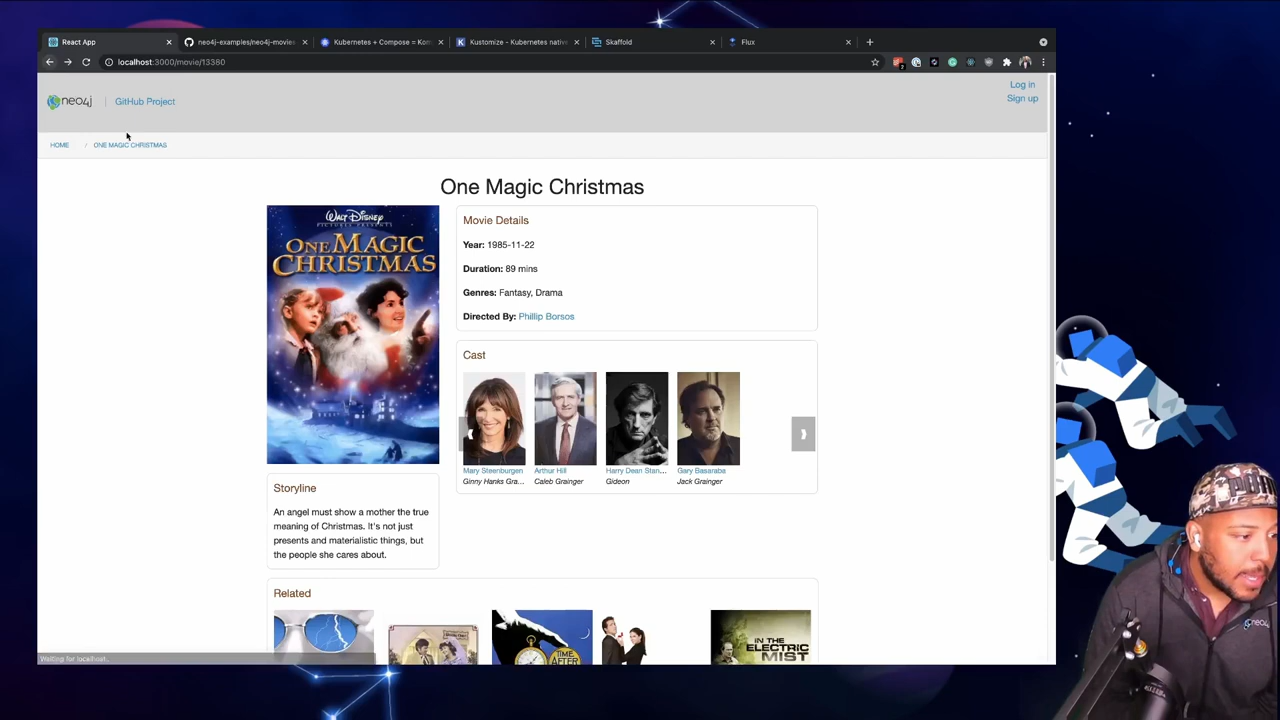 React App
neo4j-examples/neo4j-movies
Kubernetes + Compose = Kom
Kustomize - Kubernetes nativ
Skaffold
Flux
localhost:3000/movie/13380
neo4j
GitHub Project
Log in
Sign up
HOME / ONE MAGIC CHRISTMAS
One Magic Christmas
WALT DISNEY
PICTURES PRESENTS
ONE MAGIC
CHRISTMAS
Movie Details
Year: 1985-11-22
Duration: 89 mins
Genres: Fantasy, Drama
Directed By: Phillip Borsos
Cast
Mary Steenburgen
Ginny Hanks Gra...
Arthur Hill
Caleb Grainger
Harry Dean Stan...
Gideon
Gary Basaraba
Jack Grainger
Storyline
An angel must show a mother the true
meaning of Christmas. It's not just
presents and materialistic things, but
the people she cares about.
Related
TIME
AFTER
IN THE
ELECTRIC
MIST
Waiting for localhost...
neo4j